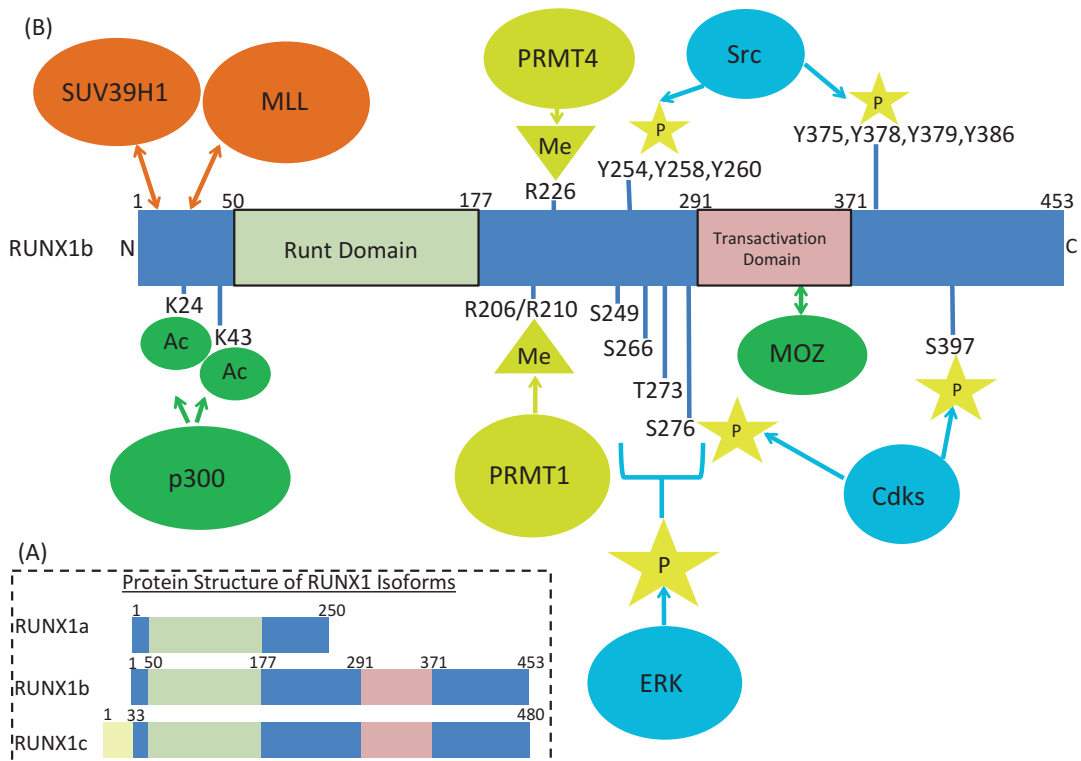 (B)
SUV39H1
MLL
PRMT4
Src
P
P
Me
Y375,Y378,Y379,Y386
Y254,Y258,Y260
R226
1
50
177
291
371
453
RUNX1b
N
Runt Domain
Transactivation
Domain
C
K24
K43
Ac
Ac
p300
R206/R210
Me
PRMT1
S249
S266
T273
S276
P
MOZ
S397
P
Cdks
P
ERK
(A)
Protein Structure of RUNX1 Isoforms
1
250
RUNX1a
1
50
177
291
371
453
RUNX1b
1
33
480
RUNX1c